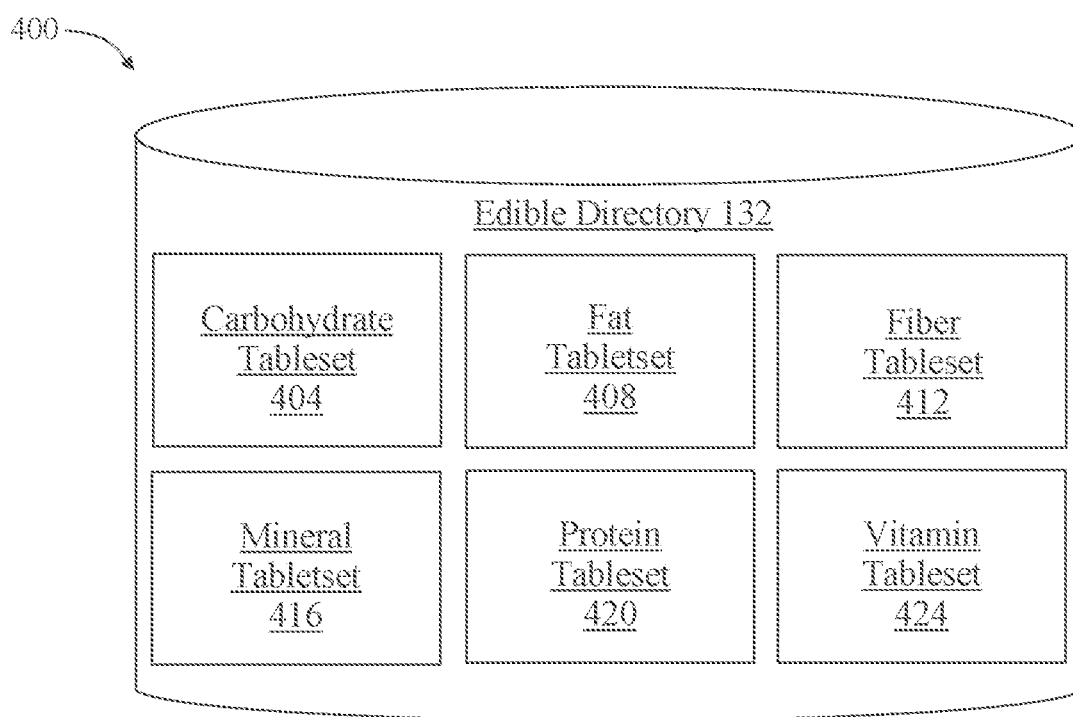 400
Edible Directory 132
Carbohydrate
Tableset
404
Fat
Tabletset
408
Fiber
Tableset
412
Mineral
Tabletset
416
Protein
Tableset
420
Vitamin
Tableset
424